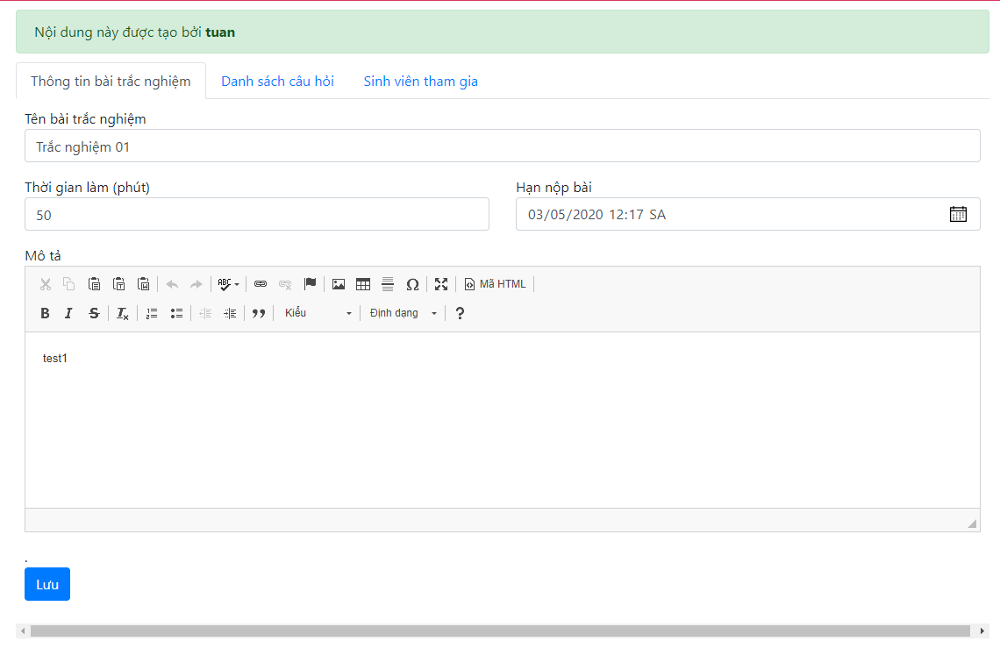 Nội dung này được tạo bởi tuan
Thông tin bài trắc nghiệm Danh sách câu hỏi Sinh viên tham gia
Tên bài trắc nghiệm
Trắc nghiệm 01
Thời gian làm (phút) Hạn nộp bài
50 03/05/2020 12:17 SA
Mô tả
ABC Ω Mã HTML
B I S Ix Kiểu Định dạng ?
test1
.
Lưu